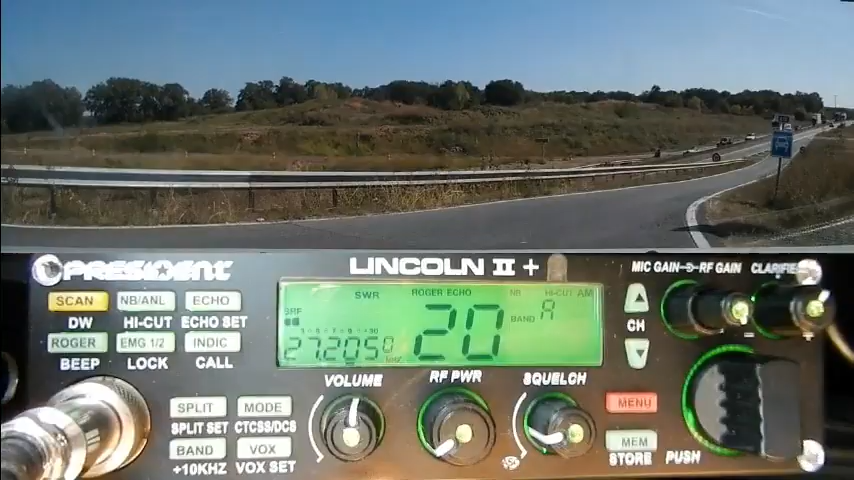 PRESIDENT
LINCOLN II +
MIC GAIN RF GAIN CLARIFIER
SCAN NB/ANL ECHO
DW HI-CUT ECHO SET
ROGER EMG 1/2 INDIC
BEEP LOCK CALL
SWR ROGER ECHO NB HI-CUT AM
SRF
20 BAND A
27.2050 MHz
CH
SPLIT MODE
SPLIT SET CTCSS/DCS
BAND VOX
+10KHZ VOX SET
VOLUME RF PWR SQUELCH
MENU
MEM
STORE
PUSH